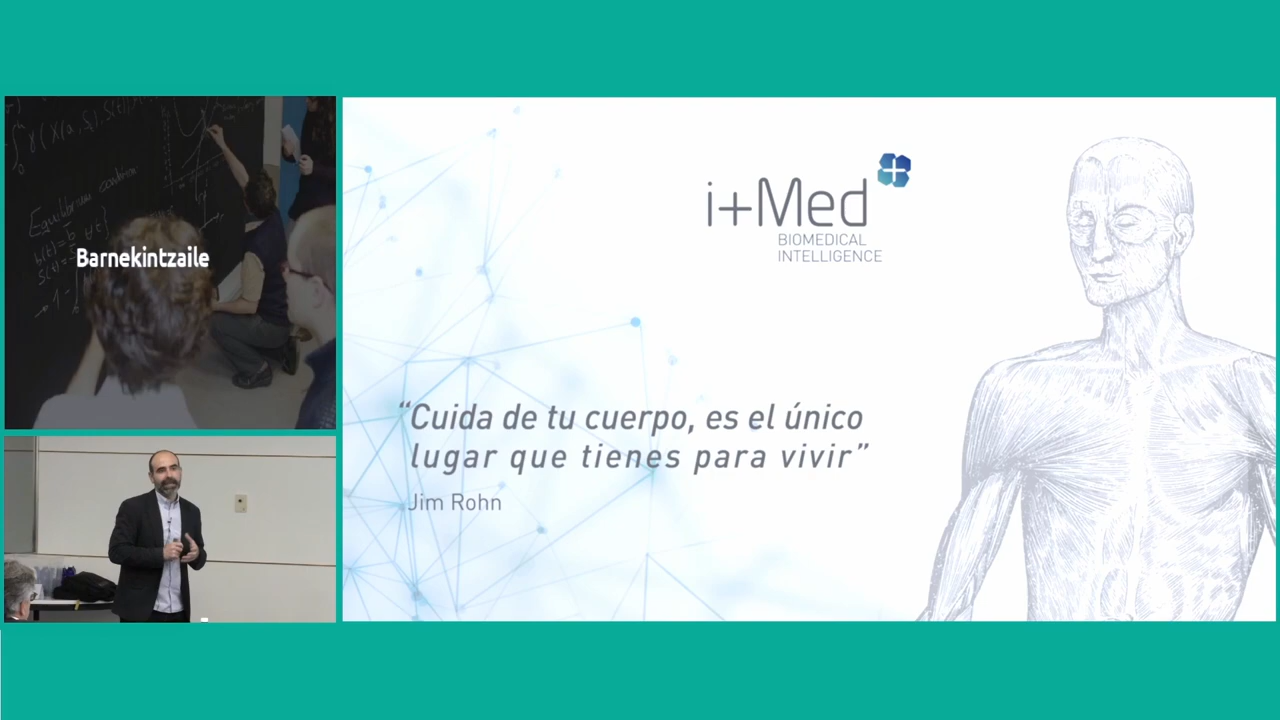 Barnekintzaile
i+Med
BIOMEDICAL
INTELLIGENCE
“Cuida de tu cuerpo, es el único
lugar que tienes para vivir”
Jim Rohn